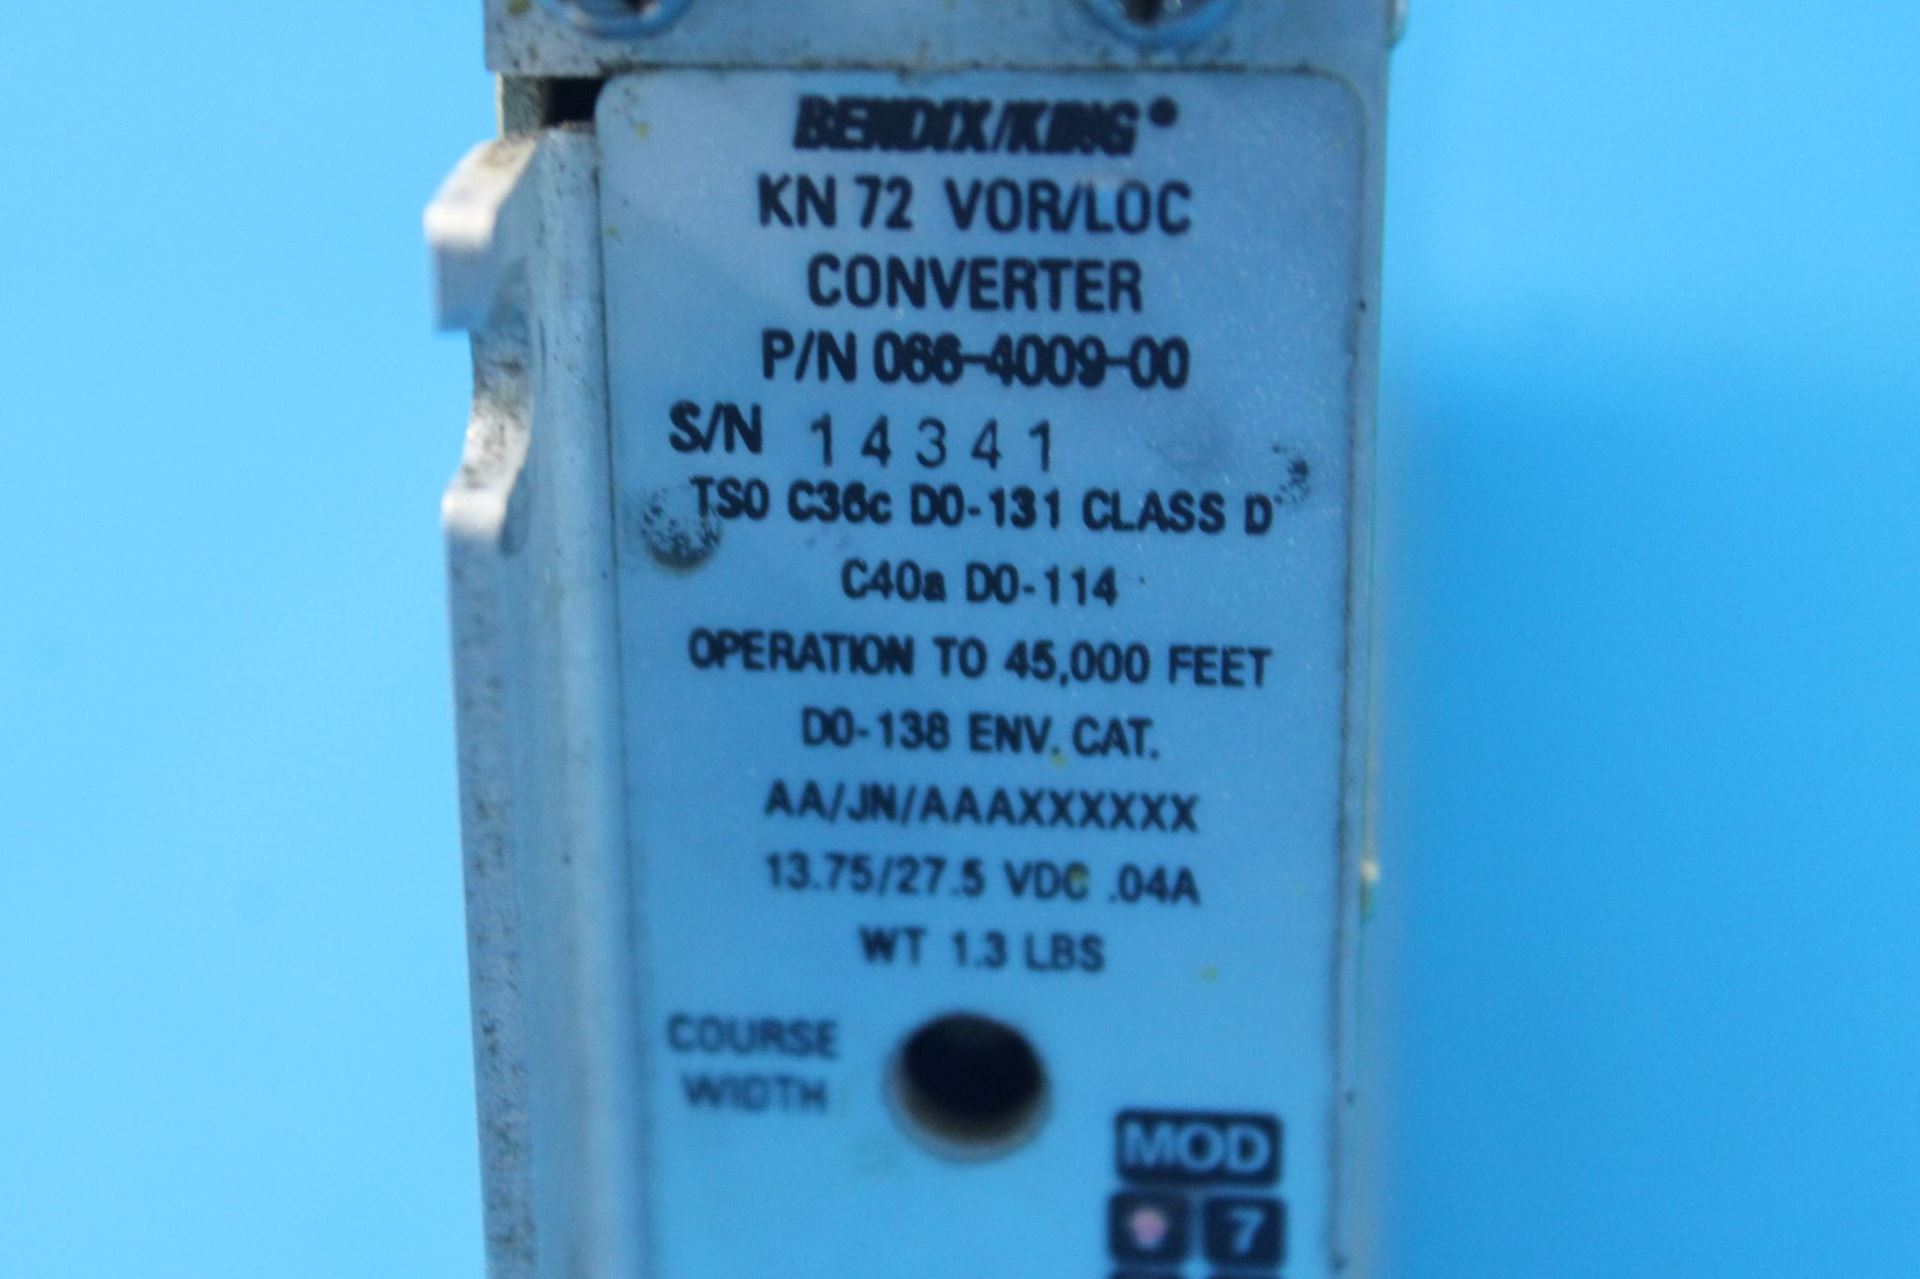 BENDIX/KING®
KN 72 VOR/LOC
CONVERTER
P/N 066-4009-00
S/N 14341
TSO C36c DO-131 CLASS D
C40a DO-114
OPERATION TO 45,000 FEET
DO-138 ENV. CAT.
AA/JN/AAAXXXXXX
13.75/27.5 VDC .04A
WT 1.3 LBS
COURSE
WIDTH
MOD
7